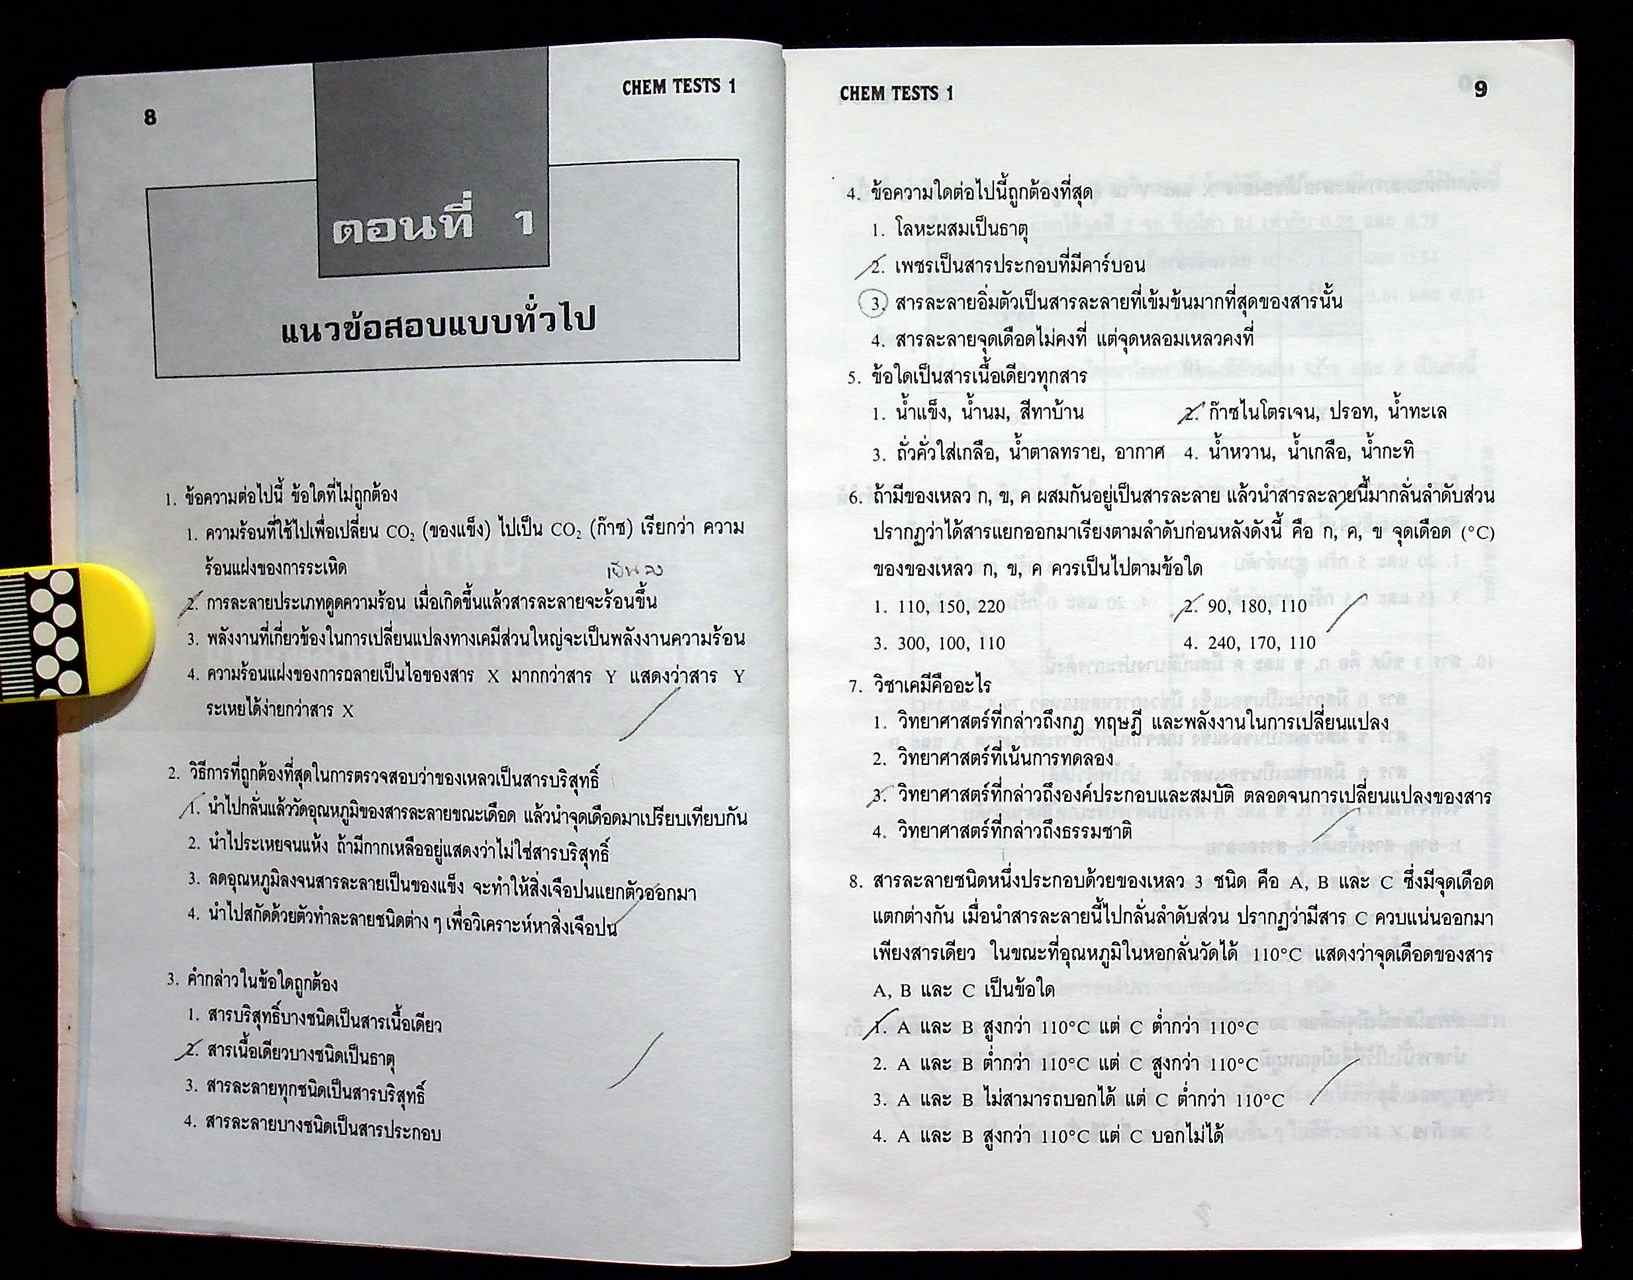 8
CHEM TESTS 1
ตอนที่ 1
แนวข้อสอบแบบทั่วไป
1. ข้อความต่อไปนี้ ข้อใดที่ไม่ถูกต้อง
1. ความร้อนที่ใช้ไปเพื่อเปลี่ยน CO₂ (ของแข็ง) ไปเป็น CO₂ (ก๊าซ) เรียกว่า ความ
ร้อนแฝงของการระเหิด
เย็นลง
2. การละลายประเภทดูดความร้อน เมื่อเกิดขึ้นแล้วสารละลายจะร้อนขึ้น
3. พลังงานที่เกี่ยวข้องในการเปลี่ยนแปลงทางเคมีส่วนใหญ่จะเป็นพลังงานความร้อน
4. ความร้อนแฝงของการถลายเป็นไอของสาร X มากกว่าสาร Y แสดงว่าสาร Y
ระเหยได้ง่ายกว่าสาร X
2. วิธีการที่ถูกต้องที่สุดในการตรวจสอบว่าของเหลวเป็นสารบริสุทธิ์
1. นำไปกลั่นแล้ววัดอุณหภูมิของสารละลายขณะเดือด แล้วนำจุดเดือดมาเปรียบเทียบกัน
2. นำไประเหยจนแห้ง ถ้ามีกากเหลืออยู่แสดงว่าไม่ใช่สารบริสุทธิ์
3. ลดอุณหภูมิลงจนสารละลายเป็นของแข็ง จะทำให้สิ่งเจือปนแยกตัวออกมา
4. นำไปสกัดด้วยตัวทำละลายชนิดต่าง ๆ เพื่อวิเคราะห์หาสิ่งเจือปน
3. คำกล่าวในข้อใดถูกต้อง
1. สารบริสุทธิ์บางชนิดเป็นสารเนื้อเดียว
2. สารเนื้อเดียวบางชนิดเป็นธาตุ
3. สารละลายทุกชนิดเป็นสารบริสุทธิ์
4. สารละลายบางชนิดเป็นสารประกอบ
CHEM TESTS 1
9
4. ข้อความใดต่อไปนี้ถูกต้องที่สุด
1. โลหะผสมเป็นธาตุ
2. เพชรเป็นสารประกอบที่มีคาร์บอน
3. สารละลายอิ่มตัวเป็นสารละลายที่เข้มข้นมากที่สุดของสารนั้น
4. สารละลายจุดเดือดไม่คงที่ แต่จุดหลอมเหลวคงที่
5. ข้อใดเป็นสารเนื้อเดียวทุกสาร
1. น้ำแข็ง, น้ำนม, สีทาบ้าน 2. ก๊าซไนโตรเจน, ปรอท, น้ำทะเล
3. ถั่วคั่วใส่เกลือ, น้ำตาลทราย, อากาศ 4. น้ำหวาน, น้ำเกลือ, น้ำกะทิ
6. ถ้ามีของเหลว ก, ข, ค ผสมกันอยู่เป็นสารละลาย แล้วนำสารละลายนี้มากลั่นลำดับส่วน
ปรากฏว่าได้สารแยกออกมาเรียงตามลำดับก่อนหลังดังนี้ คือ ก, ค, ข จุดเดือด (°C)
ของของเหลว ก, ข, ค ควรเป็นไปตามข้อใด
1. 110, 150, 220 2. 90, 180, 110
3. 300, 100, 110 4. 240, 170, 110
7. วิชาเคมีคืออะไร
1. วิทยาศาสตร์ที่กล่าวถึงกฎ ทฤษฎี และพลังงานในการเปลี่ยนแปลง
2. วิทยาศาสตร์ที่เน้นการทดลอง
3. วิทยาศาสตร์ที่กล่าวถึงองค์ประกอบและสมบัติ ตลอดจนการเปลี่ยนแปลงของสาร
4. วิทยาศาสตร์ที่กล่าวถึงธรรมชาติ
8. สารละลายชนิดหนึ่งประกอบด้วยของเหลว 3 ชนิด คือ A, B และ C ซึ่งมีจุดเดือด
แตกต่างกัน เมื่อนำสารละลายนี้ไปกลั่นลำดับส่วน ปรากฏว่ามีสาร C ควบแน่นออกมา
เพียงสารเดียว ในขณะที่อุณหภูมิในหอกลั่นวัดได้ 110°C แสดงว่าจุดเดือดของสาร
A, B และ C เป็นข้อใด
1. A และ B สูงกว่า 110°C แต่ C ต่ำกว่า 110°C
2. A และ B ต่ำกว่า 110°C แต่ C สูงกว่า 110°C
3. A และ B ไม่สามารถบอกได้ แต่ C ต่ำกว่า 110°C
4. A และ B สูงกว่า 110°C แต่ C บอกไม่ได้